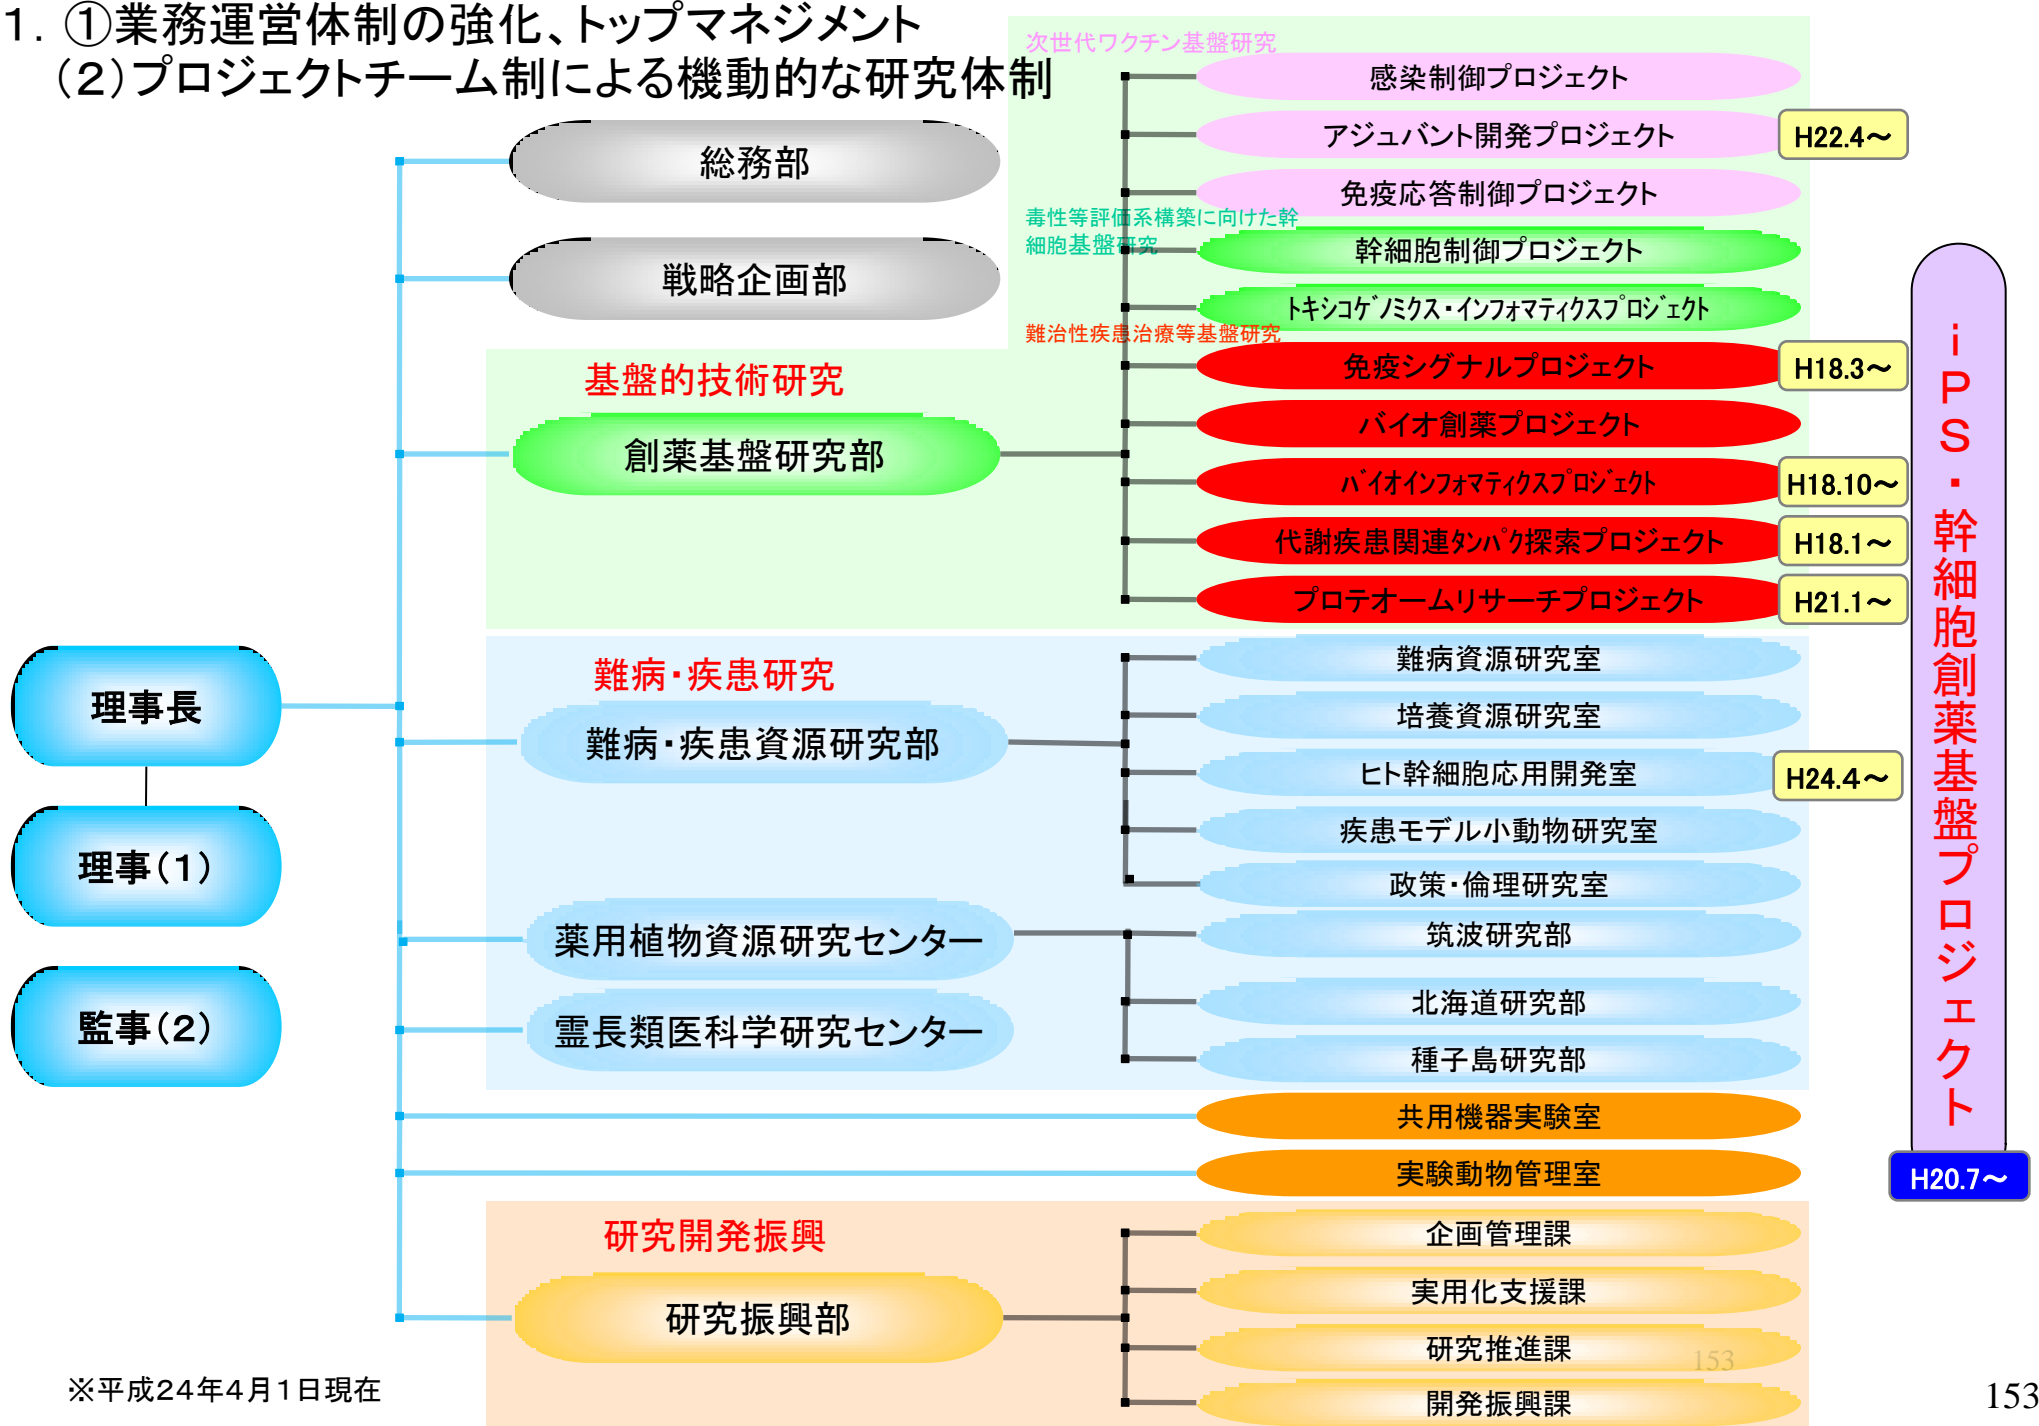 1. ①業務運営体制の強化、トップマネジメント
(2)プロジェクトチーム制による機動的な研究体制
次世代ワクチン基盤研究
感染制御プロジェクト
アジュバント開発プロジェクト
H22.4～
免疫応答制御プロジェクト
毒性等評価系構築に向けた幹
細胞基盤研究
幹細胞制御プロジェクト
トキシコゲノミクス・インフォマティクスプロジェクト
難治性疾患治療等基盤研究
免疫シグナルプロジェクト
H18.3～
バイオ創薬プロジェクト
バイオインフォマティクスプロジェクト
H18.10～
代謝疾患関連タンパク探索プロジェクト
H18.1～
プロテオームリサーチプロジェクト
H21.1～
総務部
戦略企画部
基盤的技術研究
創薬基盤研究部
理事長
理事(1)
監事(2)
難病・疾患研究
難病・疾患資源研究部
難病資源研究室
培養資源研究室
ヒト幹細胞応用開発室
H24.4～
疾患モデル小動物研究室
政策・倫理研究室
薬用植物資源研究センター
筑波研究部
北海道研究部
種子島研究部
霊長類医科学研究センター
共用機器実験室
実験動物管理室
研究開発振興
研究振興部
企画管理課
実用化支援課
研究推進課
153
開発振興課
iPS・幹細胞創薬基盤プロジェクト
H20.7～
※平成24年4月1日現在
153